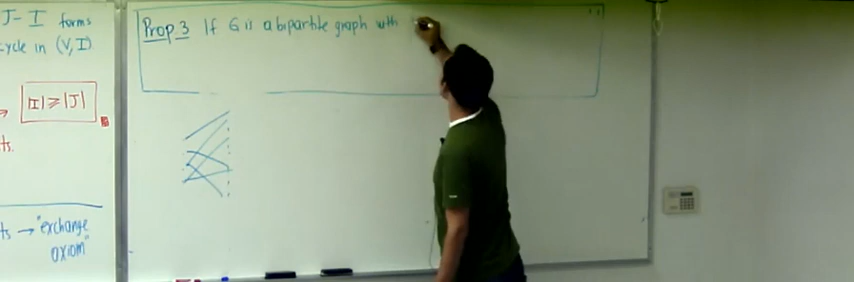 J-I forms
cycle in (V,I)
|I| ≥ |J|
ts.
ts → "exchange
axiom"
Prop 3 If G is a bipartite graph with